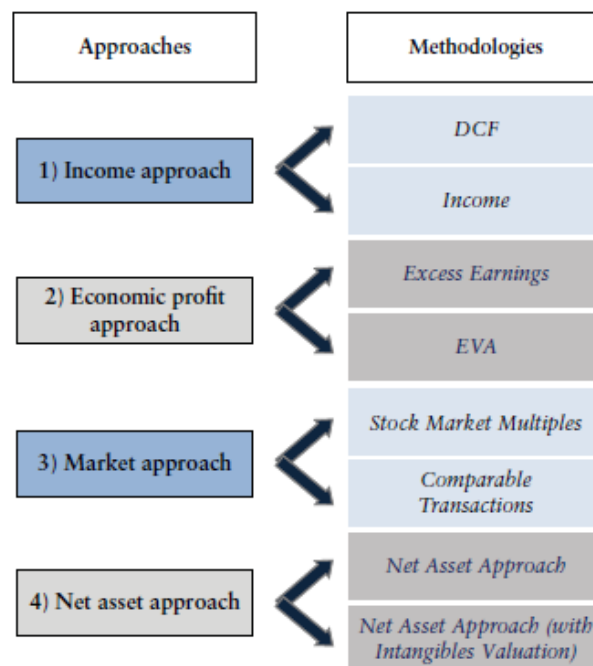 Approaches
Methodologies
1) Income approach
DCF
Income
2) Economic profit
approach
Excess Earnings
EVA
3) Market approach
Stock Market Multiples
Comparable
Transactions
4) Net asset approach
Net Asset Approach
Net Asset Approach (with
Intangibles Valuation)